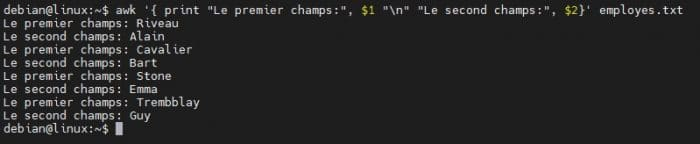 debian@linux:~$ awk '{ print "Le premier champs:", $1 "\n" "Le second champs:", $2}' employes.txt
Le premier champs: Riveau
Le second champs: Alain
Le premier champs: Cavalier
Le second champs: Bart
Le premier champs: Stone
Le second champs: Emma
Le premier champs: Trembblay
Le second champs: Guy
debian@linux:~$